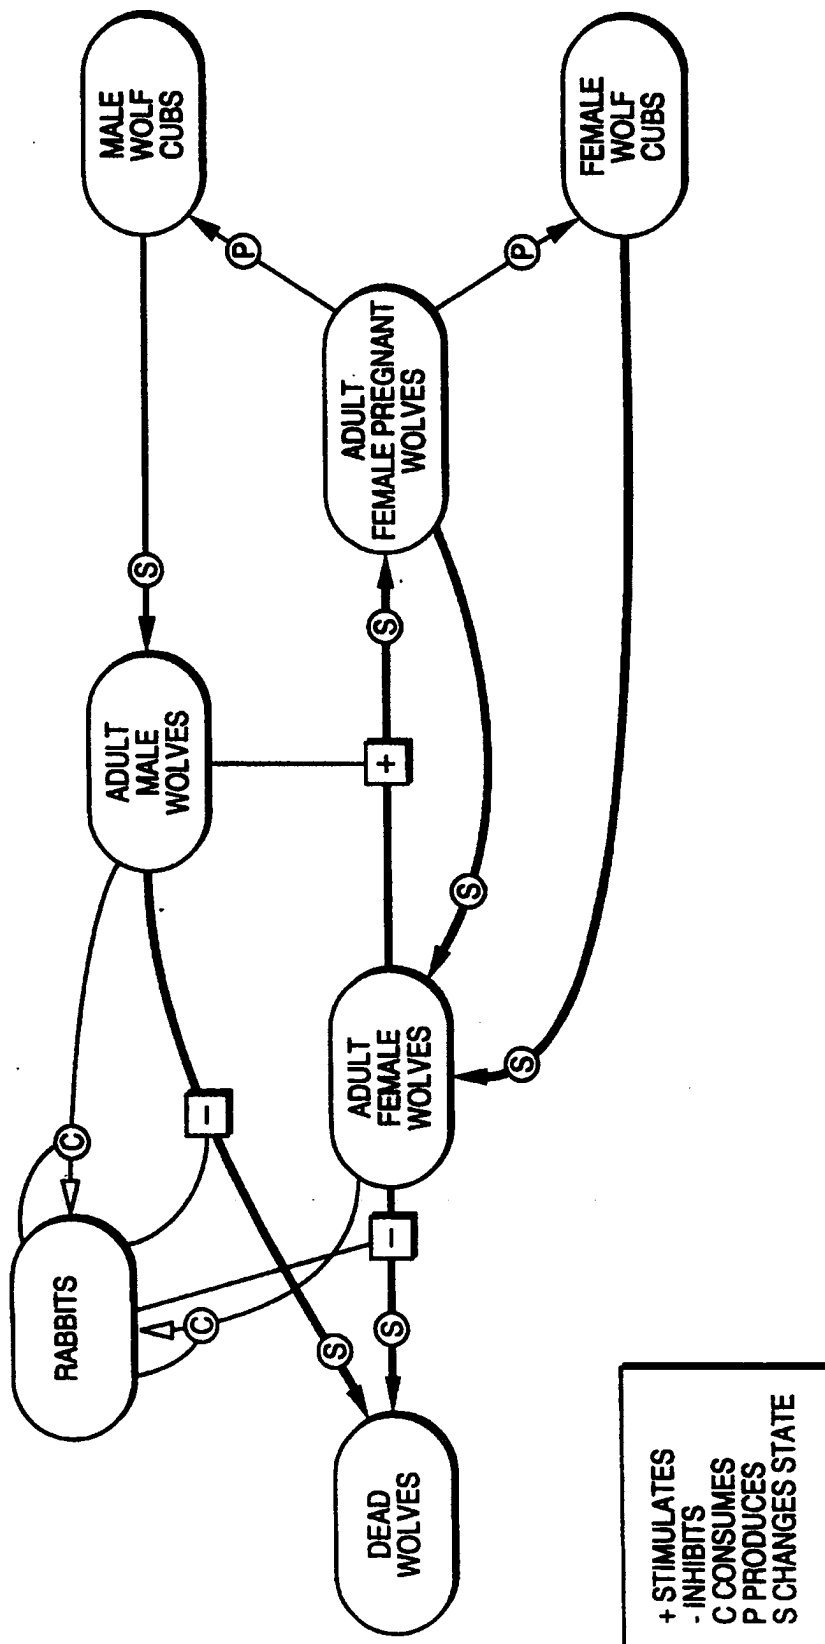 MALE
WOLF
CUBS
FEMALE
WOLF
CUBS
P
P
ADULT
FEMALE PREGNANT
WOLVES
S
S
ADULT
MALE
WOLVES
+
S
S
ADULT
FEMALE
WOLVES
C
-
-
C
S
S
RABBITS
DEAD
WOLVES
+ STIMULATES
- INHIBITS
C CONSUMES
P PRODUCES
S CHANGES STATE